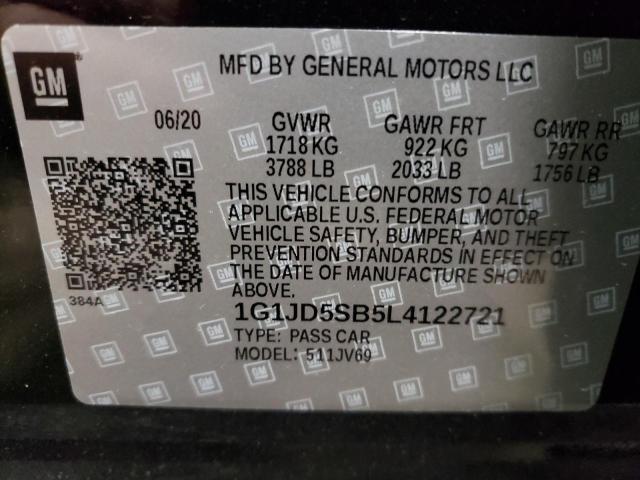 GM
MFD BY GENERAL MOTORS LLC
06/20 GVWR GAWR FRT GAWR RR
1718 KG 922 KG 797 KG
3788 LB 2033 LB 1756 LB
THIS VEHICLE CONFORMS TO ALL
APPLICABLE U.S. FEDERAL MOTOR
VEHICLE SAFETY, BUMPER, AND THEFT
PREVENTION STANDARDS IN EFFECT ON
THE DATE OF MANUFACTURE SHOWN
ABOVE.
384A
1G1JD5SB5L4122721
TYPE: PASS CAR
MODEL: 511JV69